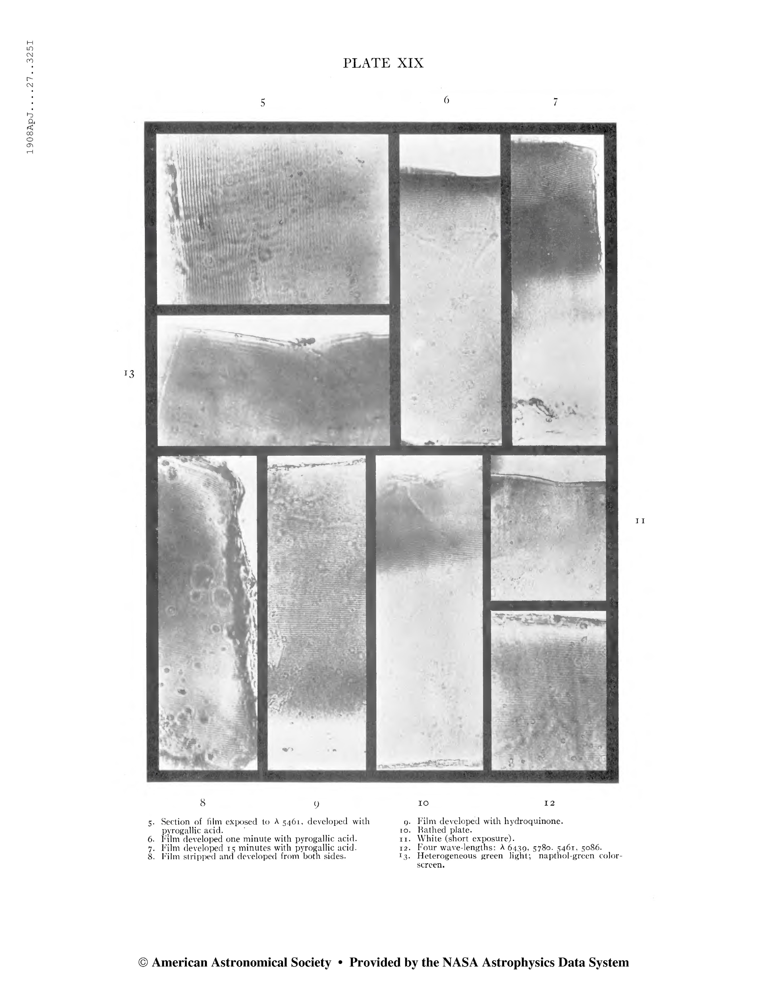 1908ApJ....27..325I
PLATE XIX
5
6
7
13
11
8
9
10
12
5. Section of film exposed to λ 5461, developed with
pyrogallic acid.
6. Film developed one minute with pyrogallic acid.
7. Film developed 15 minutes with pyrogallic acid.
8. Film stripped and developed from both sides.
9. Film developed with hydroquinone.
10. Bathed plate.
11. White (short exposure).
12. Four wave-lengths: λ 6439, 5780. 5461, 5086.
13. Heterogeneous green light; napthol-green color-
screen.
© American Astronomical Society • Provided by the NASA Astrophysics Data System